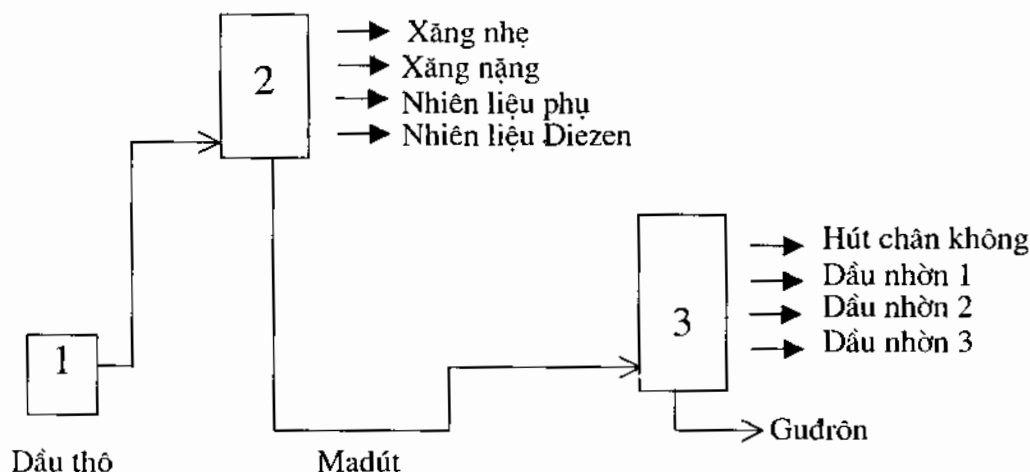 Xăng nhẹ
Xăng nặng
2
Nhiên liệu phụ
Nhiên liệu Diezen
Hút chân không
Dầu nhờn 1
Dầu nhờn 2
3
Dầu nhờn 3
1
Guđrôn
Dầu thô
Madút